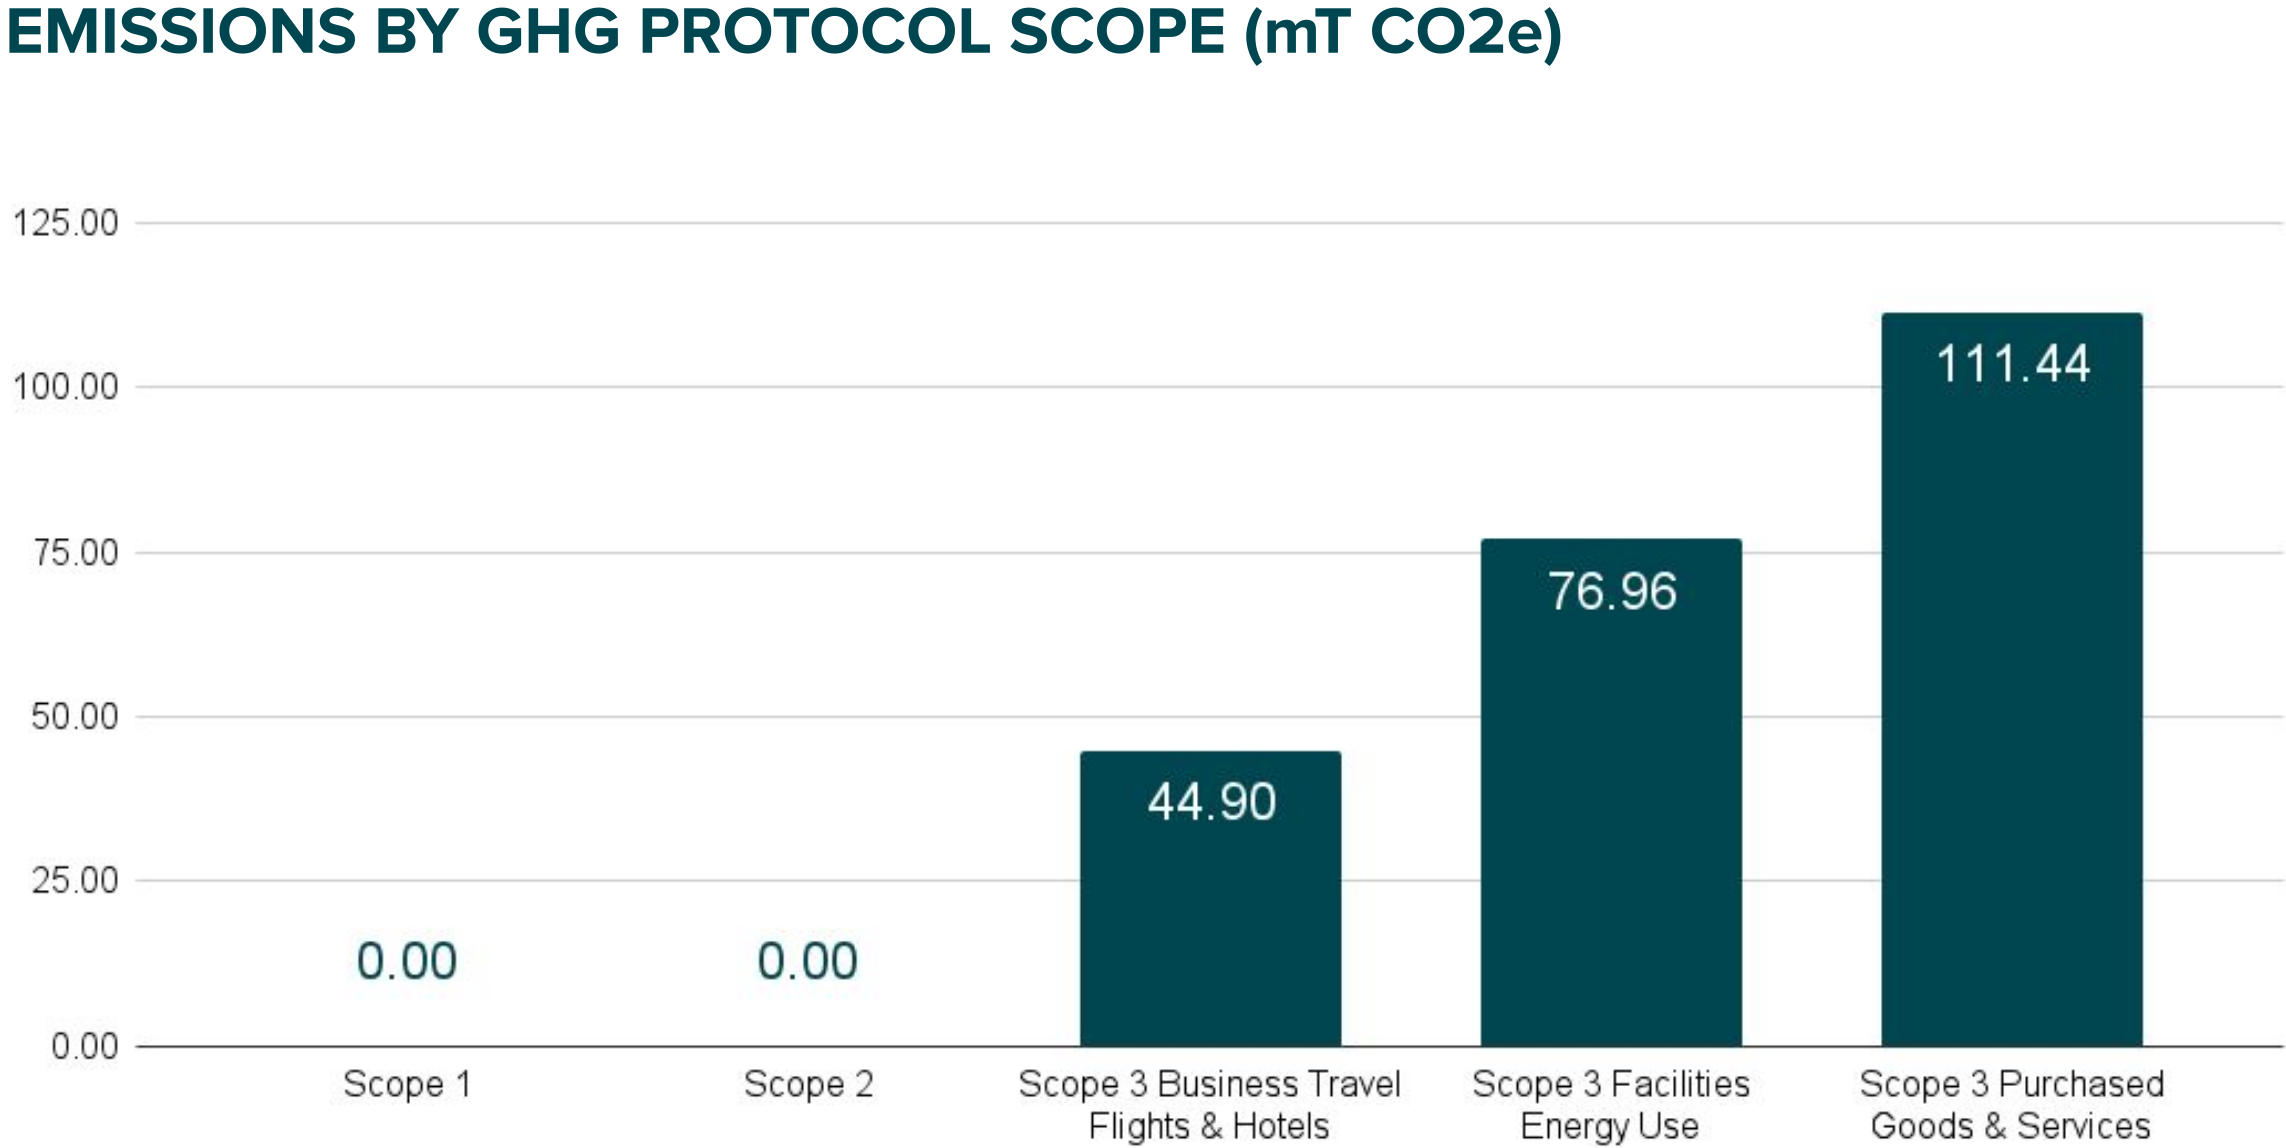 EMISSIONS BY GHG PROTOCOL SCOPE (mT CO2e)
125.00
100.00
75.00
50.00
25.00
0.00
0.00
0.00
44.90
76.96
111.44
Scope 1
Scope 2
Scope 3 Business Travel
Flights & Hotels
Scope 3 Facilities
Energy Use
Scope 3 Purchased
Goods & Services